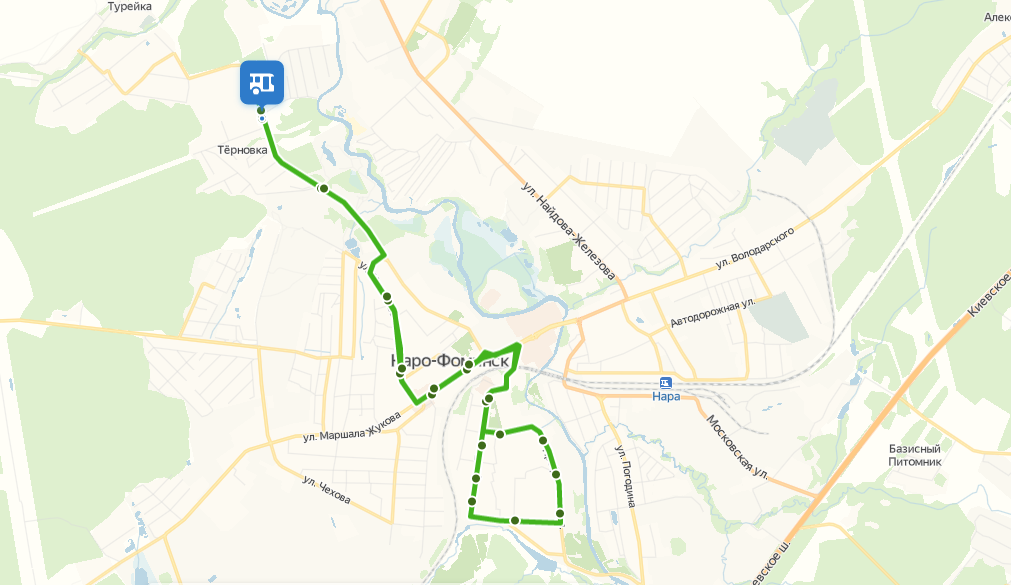 Турейка
Алекс
Тёрновка
ул. Найдова-Железова
ул. Володарского
Киевское
Автодорожная ул.
Наро-Фоминск
Нара
ул. Маршала Жукова
Московская ул.
Базисный
Питомник
ул. Погодина
ул. Чехова
евское ш.